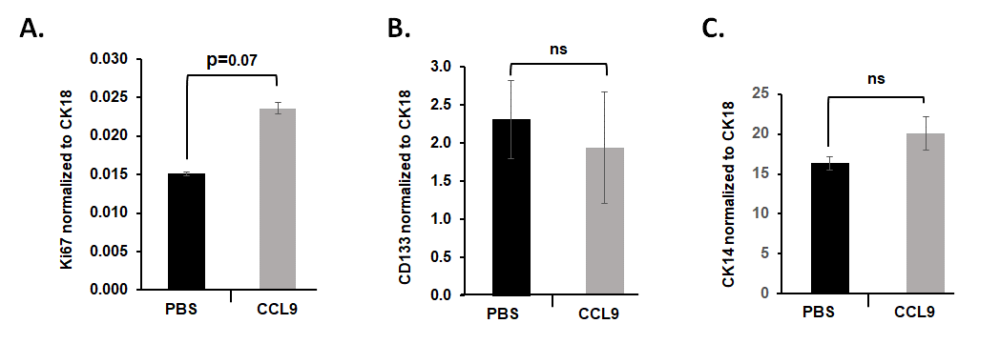 A.
Ki67 normalized to CK18
0.030
0.025
0.020
0.015
0.010
0.005
0.000
p=0.07
PBS
CCL9
B.
CD133 normalized to CK18
3.0
2.5
2.0
1.5
1.0
0.5
0.0
ns
PBS
CCL9
C.
CK14 normalized to CK18
25
20
15
10
5
0
ns
PBS
CCL9